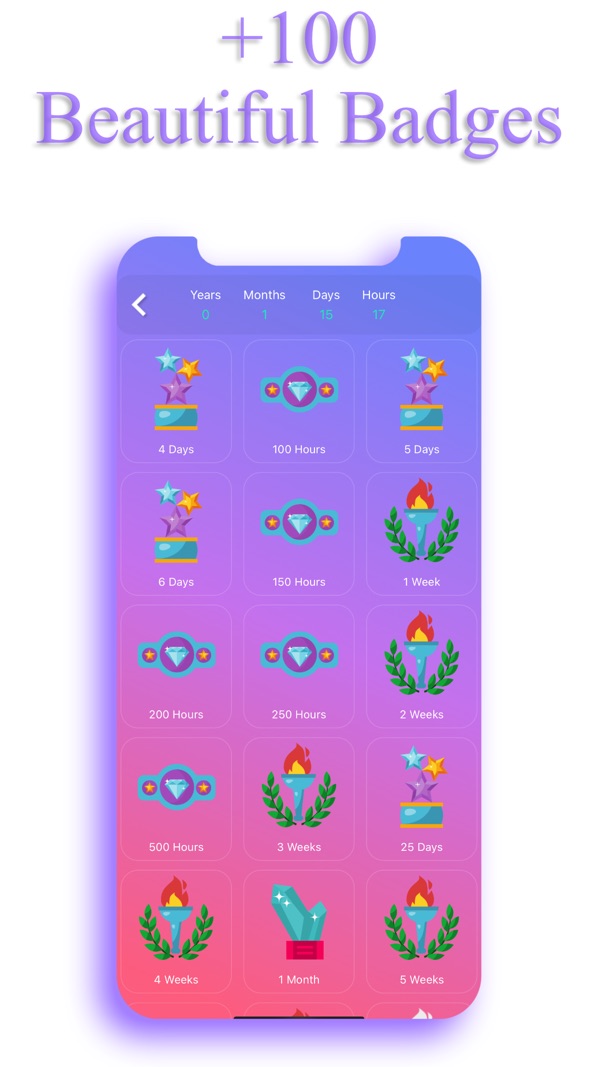 +100
Beautiful Badges
Years Months Days Hours
0 1 15 17
4 Days 100 Hours 5 Days
6 Days 150 Hours 1 Week
200 Hours 250 Hours 2 Weeks
500 Hours 3 Weeks 25 Days
4 Weeks 1 Month 5 Weeks